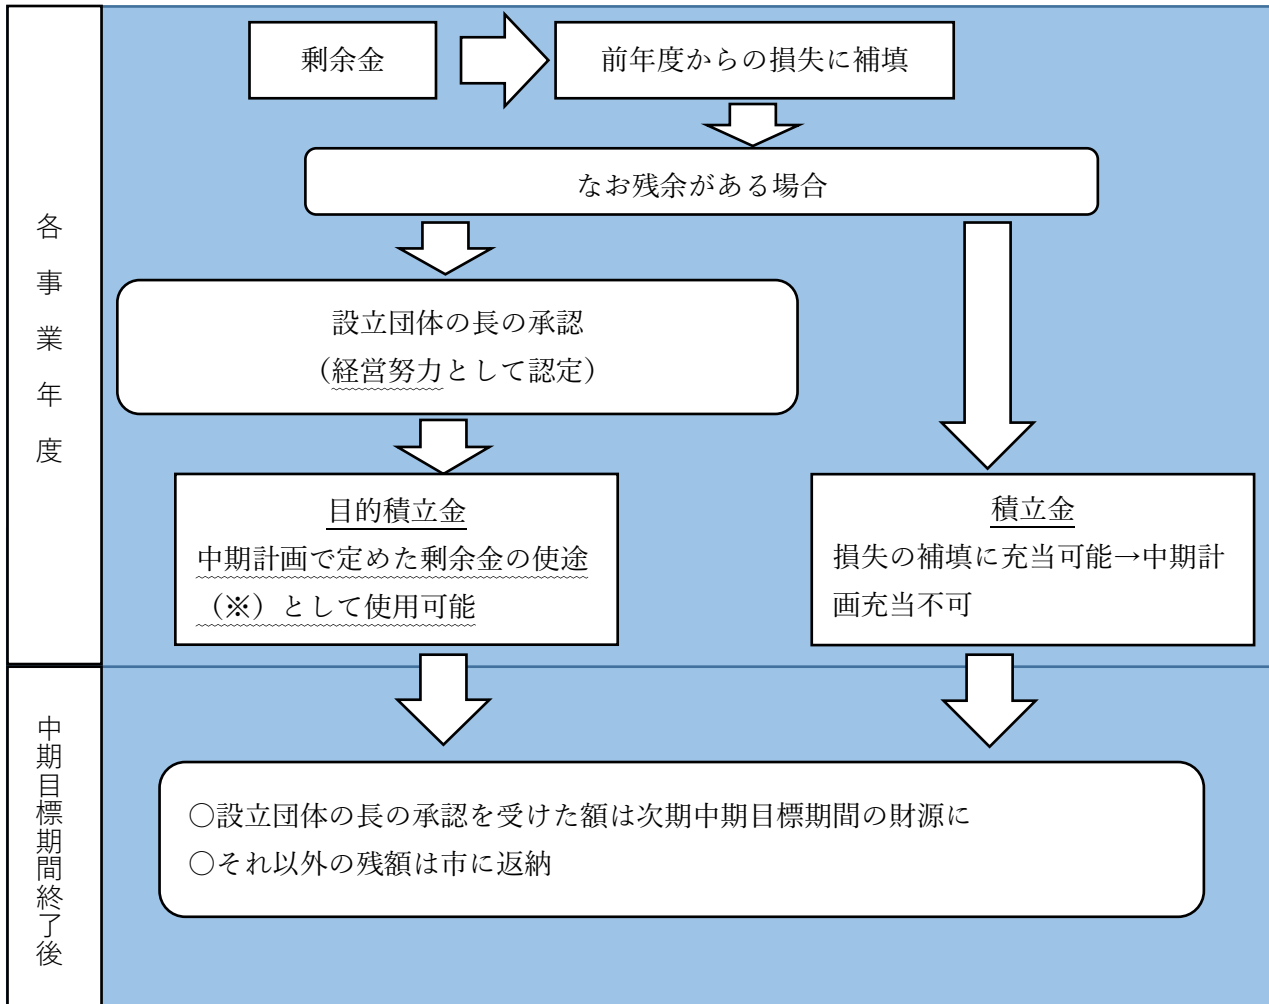 各事業年度
剰余金
前年度からの損失に補填
なお残余がある場合
設立団体の長の承認
（経営努力として認定）
目的積立金
中期計画で定めた剰余金の使途
（※）として使用可能
積立金
損失の補填に充当可能→中期計
画充当不可
中期目標期間終了後
○設立団体の長の承認を受けた額は次期中期目標期間の財源に
○それ以外の残額は市に返納